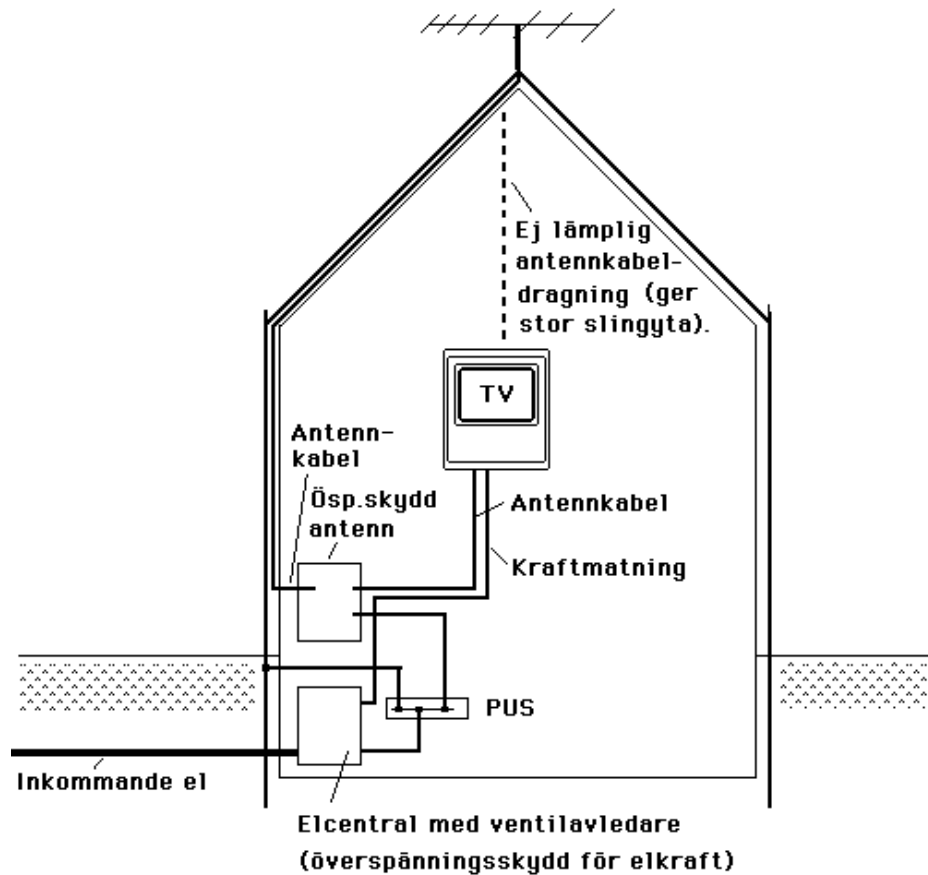 Ej lämplig
antennkabel-
dragning (ger
stor slingyta).
TV
Antenn-
kabel
Ösp.skydd
antenn
Antennkabel
Kraftmatning
PUS
Inkommande el
Elcentral med ventilavledare
(överspänningsskydd för elkraft)